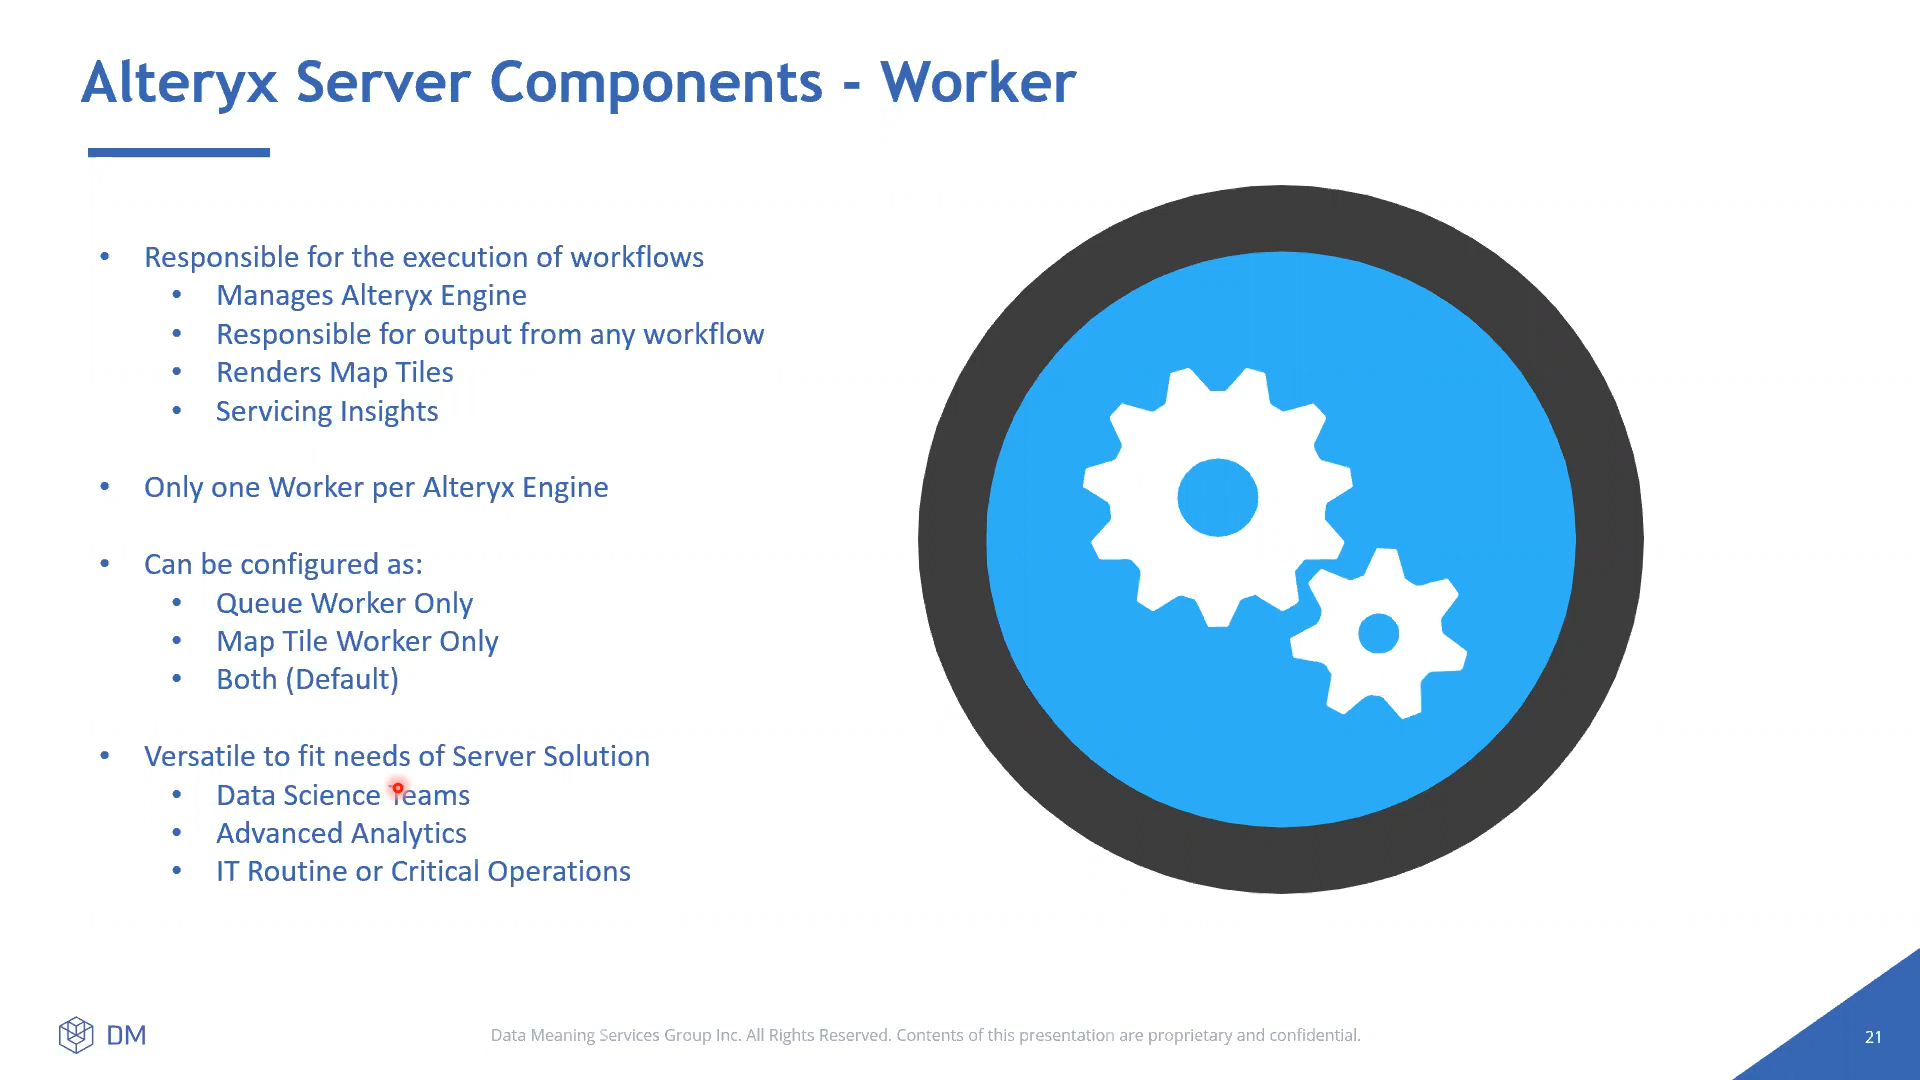 Alteryx Server Components - Worker
• Responsible for the execution of workflows
• Manages Alteryx Engine
• Responsible for output from any workflow
• Renders Map Tiles
• Servicing Insights
• Only one Worker per Alteryx Engine
• Can be configured as:
• Queue Worker Only
• Map Tile Worker Only
• Both (Default)
• Versatile to fit needs of Server Solution
• Data Science Teams
• Advanced Analytics
• IT Routine or Critical Operations
DM
Data Meaning Services Group Inc. All Rights Reserved. Contents of this presentation are proprietary and confidential.
21